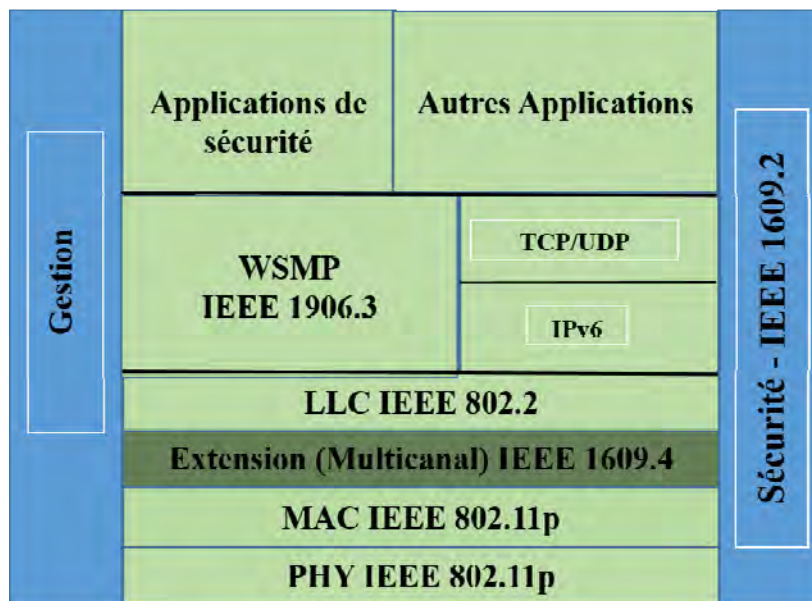 Gestion
Applications de
sécurité
Autres Applications
WSMP
IEEE 1906.3
TCP/UDP
IPv6
LLC IEEE 802.2
Extension (Multicanal) IEEE 1609.4
MAC IEEE 802.11p
PHY IEEE 802.11p
Sécurité - IEEE 1609.2